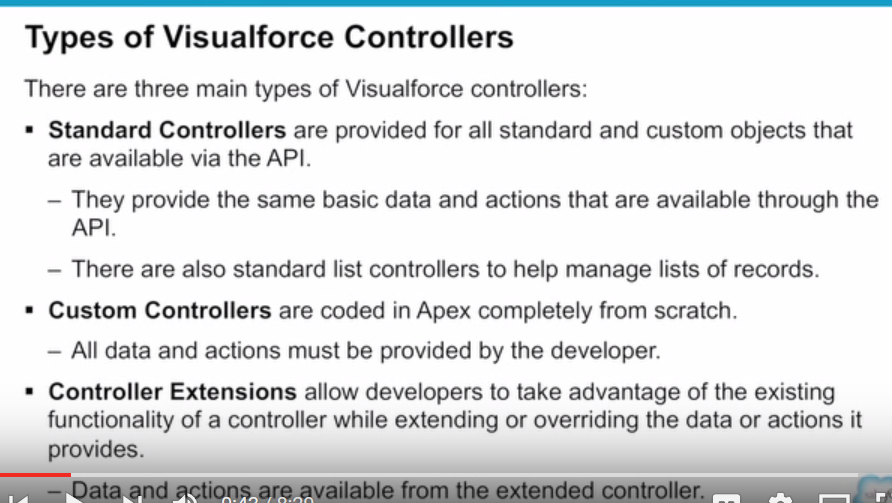 Types of Visualforce Controllers
There are three main types of Visualforce controllers:
▪ Standard Controllers are provided for all standard and custom objects that
are available via the API.
– They provide the same basic data and actions that are available through the
API.
– There are also standard list controllers to help manage lists of records.
▪ Custom Controllers are coded in Apex completely from scratch.
– All data and actions must be provided by the developer.
▪ Controller Extensions allow developers to take advantage of the existing
functionality of a controller while extending or overriding the data or actions it
provides.
– Data and actions are available from the extended controller.